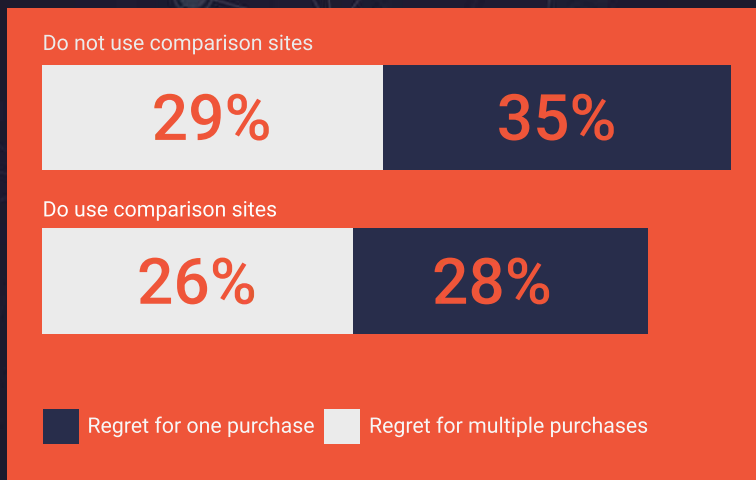 Do not use comparison sites
29% 35%
Do use comparison sites
26% 28%
Regret for one purchase Regret for multiple purchases